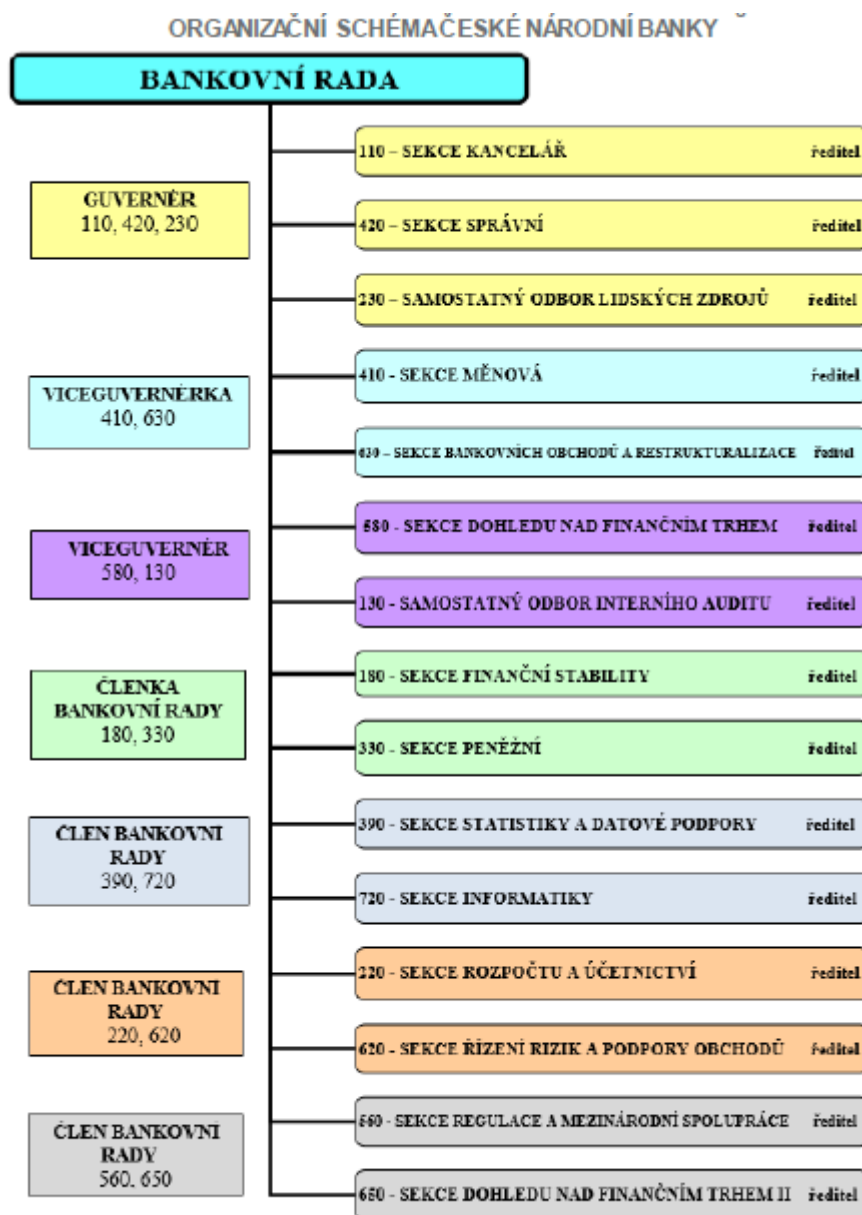 ORGANIZAČNÍ SCHÉMA ČESKÉ NÁRODNÍ BANKY
BANKOVNÍ RADA
GUVERNÉR
110, 420, 230
110 – SEKCE KANCELÁŘ ředitel
420 – SEKCE SPRÁVNÍ ředitel
230 – SAMOSTATNÝ ODBOR LIDSKÝCH ZDROJŮ ředitel
VICEGUVERNÉRKA
410, 630
410 - SEKCE MĚNOVÁ ředitel
630 – SEKCE BANKOVNÍCH OBCHODŮ A RESTRUKTURALIZACE ředitel
VICEGUVERNÉR
580, 130
580 - SEKCE DOHLEDU NAD FINANČNÍM TRHEM ředitel
130 - SAMOSTATNÝ ODBOR INTERNÍHO AUDITU ředitel
ČLENKA
BANKOVNÍ RADY
180, 330
180 - SEKCE FINANČNÍ STABILITY ředitel
330 - SEKCE PENĚŽNÍ ředitel
ČLEN BANKOVNÍ
RADY
390, 720
390 - SEKCE STATISTIKY A DATOVÉ PODPORY ředitel
720 - SEKCE INFORMATIKY ředitel
ČLEN BANKOVNÍ
RADY
220, 620
220 - SEKCE ROZPOČTU A ÚČETNICTVÍ ředitel
620 - SEKCE ŘÍZENÍ RIZIK A PODPORY OBCHODŮ ředitel
ČLEN BANKOVNÍ
RADY
560, 650
560 - SEKCE REGULACE A MEZINÁRODNÍ SPOLUPRÁCE ředitel
650 - SEKCE DOHLEDU NAD FINANČNÍM TRHEM II ředitel